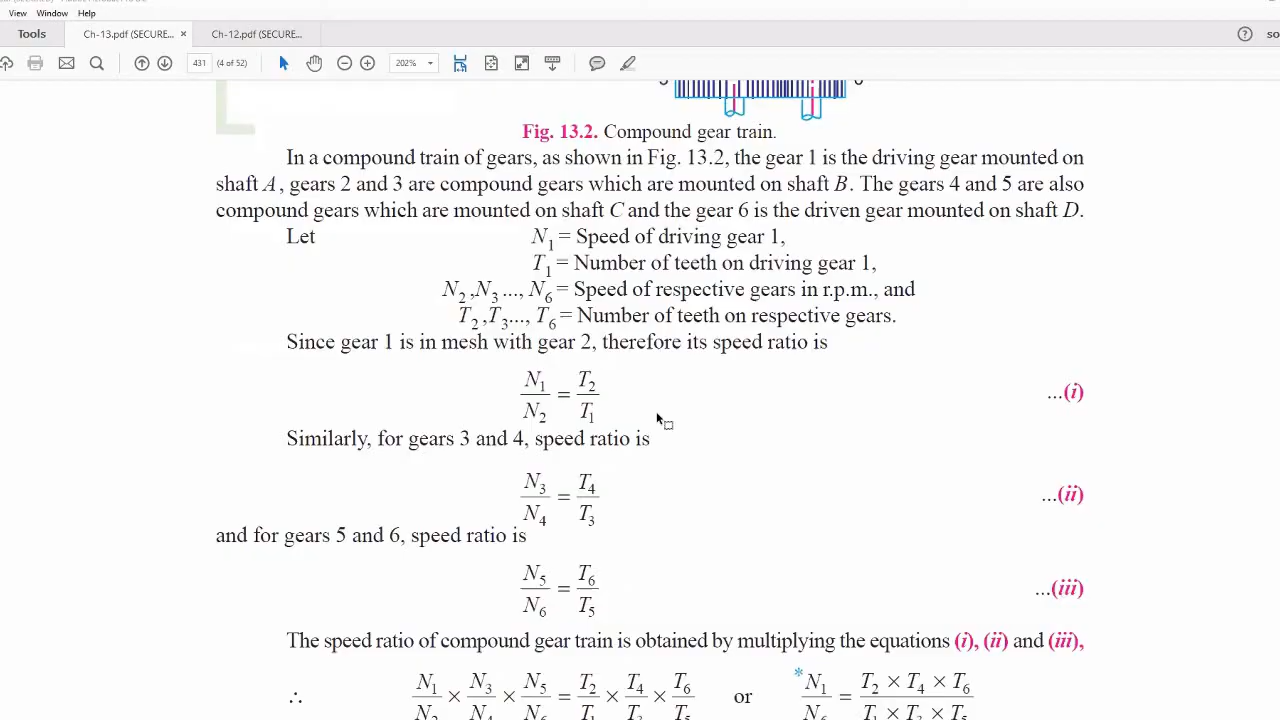 View Window Help
Tools Ch-13.pdf (SECURE... × Ch-12.pdf (SECURE...
431 (4 of 52) 202%
Fig. 13.2. Compound gear train.
In a compound train of gears, as shown in Fig. 13.2, the gear 1 is the driving gear mounted on
shaft A, gears 2 and 3 are compound gears which are mounted on shaft B. The gears 4 and 5 are also
compound gears which are mounted on shaft C and the gear 6 is the driven gear mounted on shaft D.
Let N₁ = Speed of driving gear 1,
T₁ = Number of teeth on driving gear 1,
N₂ ,N₃ ..., N₆ = Speed of respective gears in r.p.m., and
T₂ ,T₃..., T₆ = Number of teeth on respective gears.
Since gear 1 is in mesh with gear 2, therefore its speed ratio is
N₁/N₂ = T₂/T₁ ...(i)
Similarly, for gears 3 and 4, speed ratio is
N₃/N₄ = T₄/T₃ ...(ii)
and for gears 5 and 6, speed ratio is
N₅/N₆ = T₆/T₅ ...(iii)
The speed ratio of compound gear train is obtained by multiplying the equations (i), (ii) and (iii),
∴ N₁/N₂ × N₃/N₄ × N₅/N₆ = T₂/T₁ × T₄/T₃ × T₆/T₅ or *N₁/N₆ = T₂ × T₄ × T₆/T₁ × T₃ × T₅